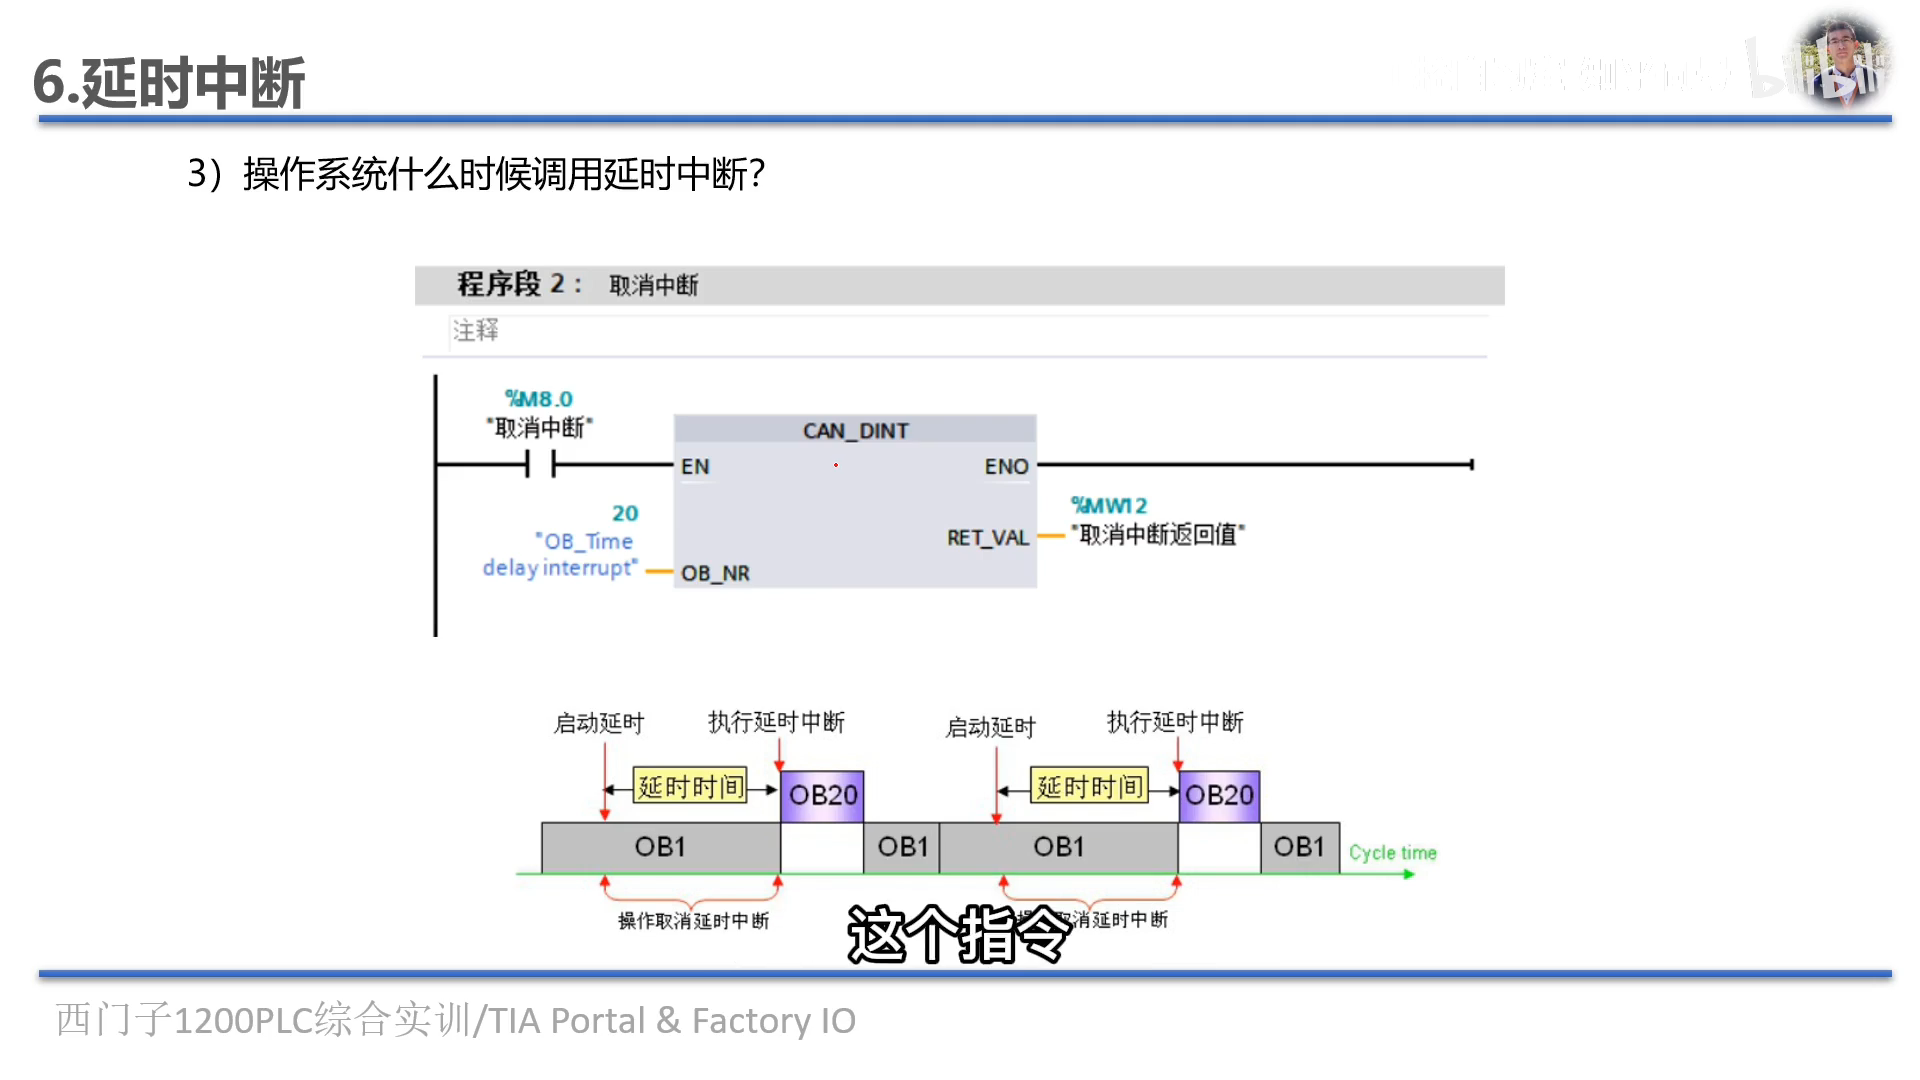 6.延时中断
bilibili
3）操作系统什么时候调用延时中断？
程序段 2： 取消中断
注释
%M8.0
"取消中断"
CAN_DINT
EN
ENO
20
"OB_Time
delay interrupt"
OB_NR
RET_VAL
%MW12
"取消中断返回值"
启动延时
执行延时中断
启动延时
执行延时中断
延时时间
OB20
延时时间
OB20
OB1
OB1
OB1
OB1
Cycle time
操作取消延时中断
取消延时中断
这个指令
西门子1200PLC综合实训/TIA Portal & Factory IO